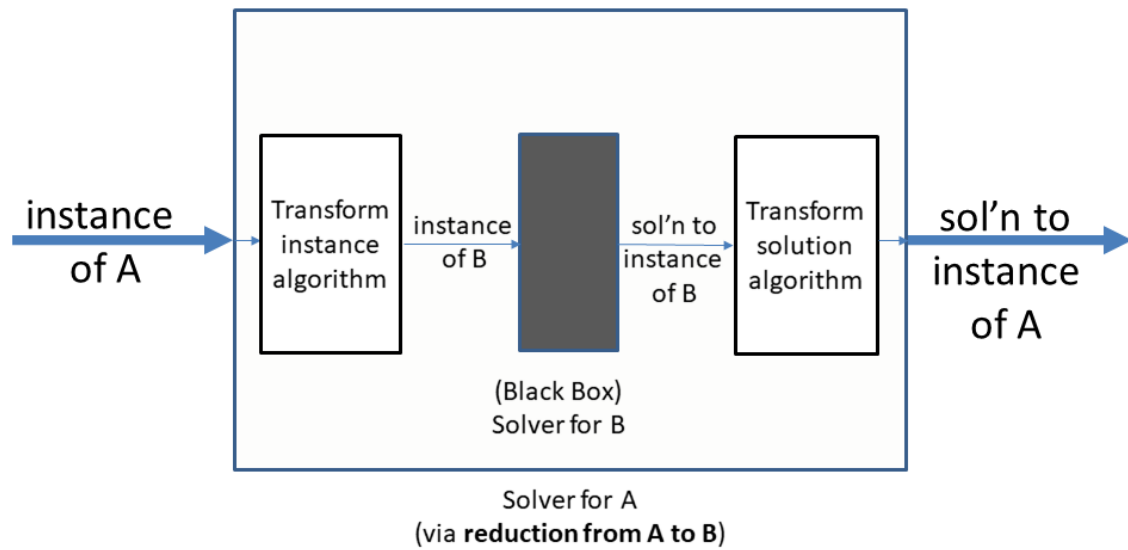 instance
of A
Transform
instance
algorithm
instance
of B
sol’n to
instance
of B
Transform
solution
algorithm
sol’n to
instance
of A
(Black Box)
Solver for B
Solver for A
(via reduction from A to B)